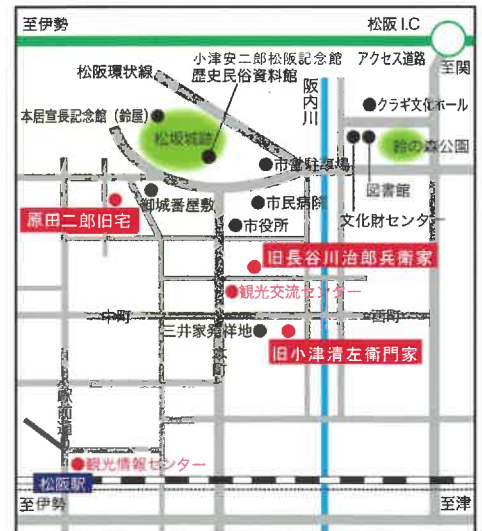 至伊勢
松阪I.C
小津安二郎松阪記念館
歴史民俗資料館
アクセス道路
至関
松阪環状線
阪内川
クラギ文化ホール
本居宣長記念館（鈴屋）
松坂城跡
鈴の森公園
市営駐車場
図書館
御城番屋敷
市民病院
文化財センター
原田二郎旧宅
市役所
旧長谷川治郎兵衛家
観光交流センター
中町
西町
三井家発祥地
本町
旧小津清左衛門家
駅前通り
観光情報センター
松阪駅
至伊勢
至津